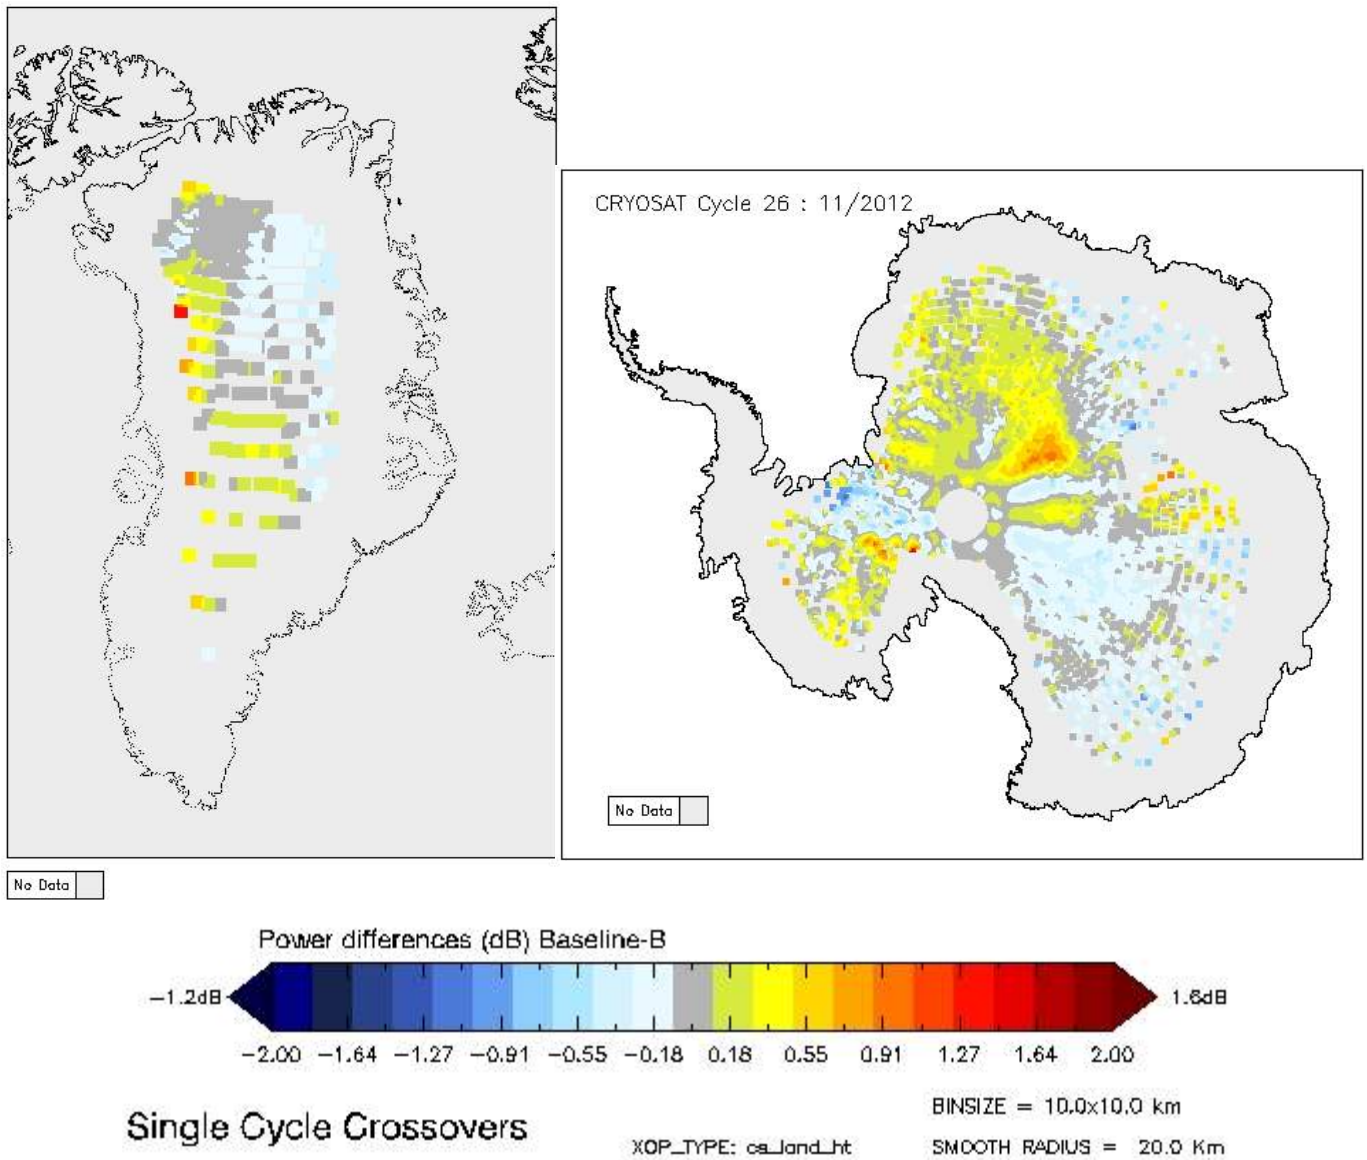 CRYOSAT Cycle 26 : 11/2012
No Data
No Data
Power differences (dB) Baseline-B
-1.2dB
1.6dB
-2.00 -1.64 -1.27 -0.91 -0.55 -0.18 0.18 0.55 0.91 1.27 1.64 2.00
BINSIZE = 10.0x10.0 km
Single Cycle Crossovers
XOP_TYPE: cs_land_ht
SMOOTH RADIUS = 20.0 Km